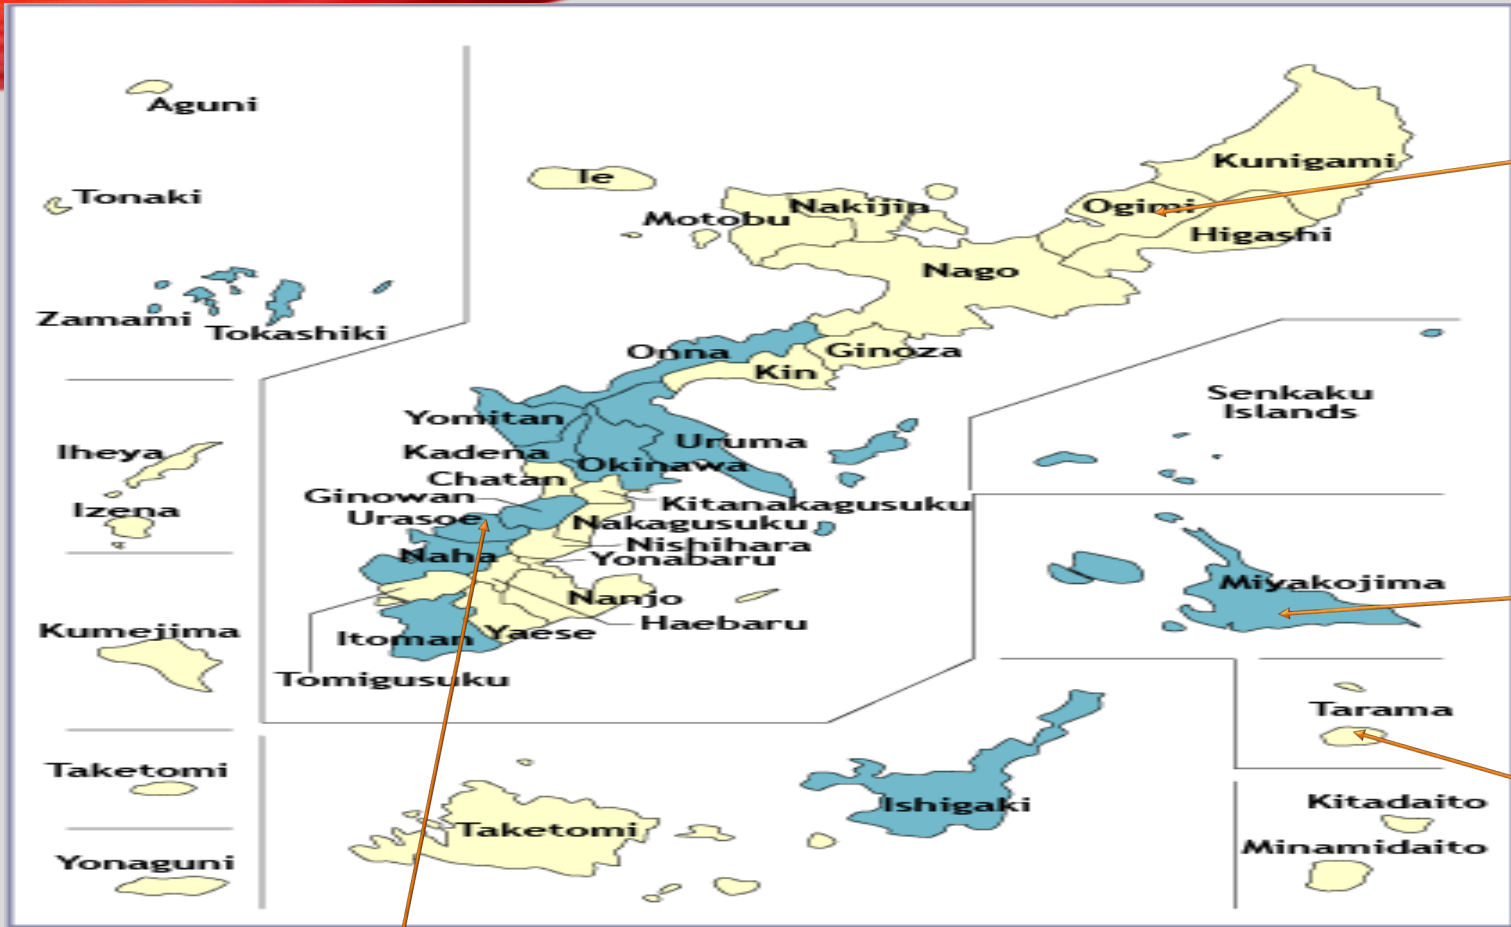 Aguni
Tonaki
Zamami
Tokashiki
Iheya
Izena
Kumejima
Taketomi
Yonaguni
Ie
Motobu
Nakijin
Nago
Kunigami
Ogimi
Higashi
Onna
Ginoza
Kin
Yomitan
Kadena
Uruma
Okinawa
Chatan
Ginowan
Kitanakagusuku
Urasoe
Nakagusuku
Nishihara
Naha
Yonabaru
Nanjo
Haebaru
Itoman
Yaese
Tomigusuku
Senkaku
Islands
Miyakojima
Tarama
Kitadaito
Minamidaito
Taketomi
Ishigaki